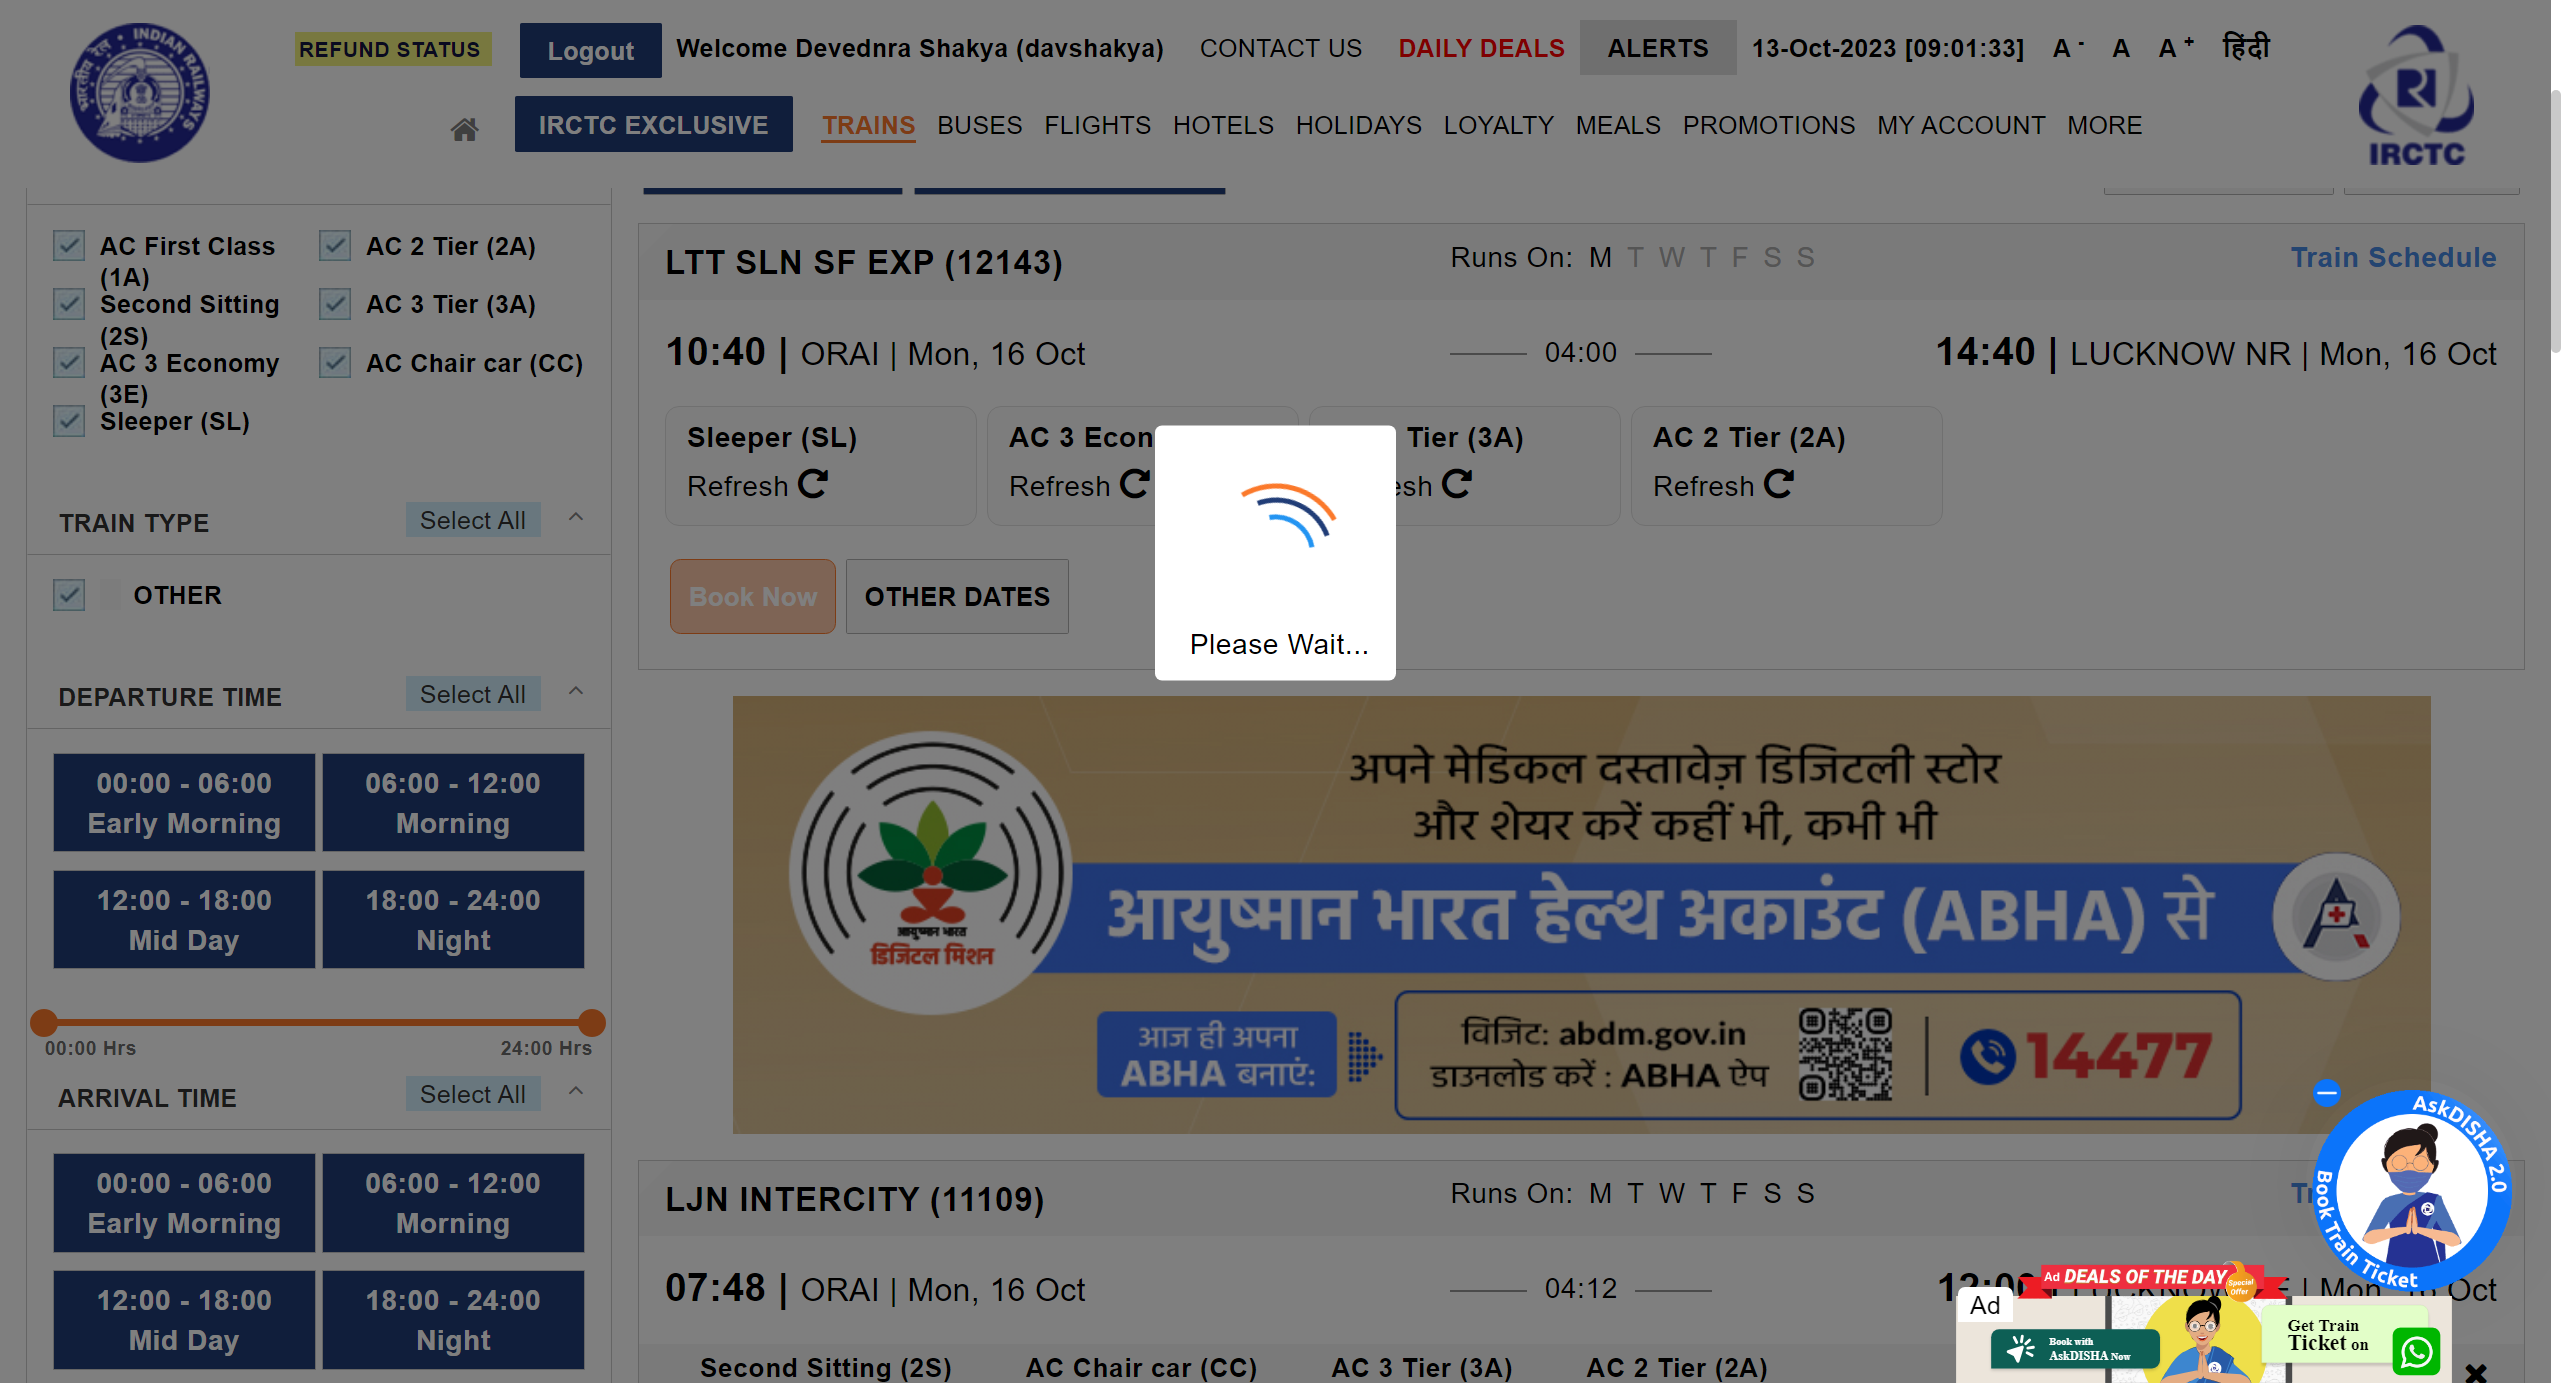 REFUND STATUS
Logout
Welcome Devednra Shakya (davshakya)
CONTACT US
DAILY DEALS
ALERTS
13-Oct-2023 [09:01:33]
A -
A
A +
हिंदी
IRCTC EXCLUSIVE
TRAINS
BUSES
FLIGHTS
HOTELS
HOLIDAYS
LOYALTY
MEALS
PROMOTIONS
MY ACCOUNT
MORE
भारतीय रेल INDIAN RAILWAYS
IRCTC
AC First Class (1A)
AC 2 Tier (2A)
Second Sitting (2S)
AC 3 Tier (3A)
AC 3 Economy (3E)
AC Chair car (CC)
Sleeper (SL)
TRAIN TYPE
Select All
OTHER
DEPARTURE TIME
Select All
00:00 - 06:00
Early Morning
06:00 - 12:00
Morning
12:00 - 18:00
Mid Day
18:00 - 24:00
Night
00:00 Hrs
24:00 Hrs
ARRIVAL TIME
Select All
00:00 - 06:00
Early Morning
06:00 - 12:00
Morning
12:00 - 18:00
Mid Day
18:00 - 24:00
Night
LTT SLN SF EXP (12143)
Runs On: M T W T F S S
Train Schedule
10:40 | ORAI | Mon, 16 Oct
04:00
14:40 | LUCKNOW NR | Mon, 16 Oct
Sleeper (SL)
Refresh
AC 3 Econ
Refresh
Tier (3A)
esh
AC 2 Tier (2A)
Refresh
Please Wait...
Book Now
OTHER DATES
अपने मेडिकल दस्तावेज़ डिजिटली स्टोर
और शेयर करें कहीं भी, कभी भी
आयुष्मान भारत
डिजिटल मिशन
आयुष्मान भारत हेल्थ अकाउंट (ABHA) से
आज ही अपना
ABHA बनाएं:
विजिट: abdm.gov.in
डाउनलोड करें : ABHA ऐप
14477
LJN INTERCITY (11109)
Runs On: M T W T F S S
07:48 | ORAI | Mon, 16 Oct
04:12
Second Sitting (2S)
AC Chair car (CC)
AC 3 Tier (3A)
AC 2 Tier (2A)
AskDISHA 2.0
Book Train Ticket
Ad DEALS OF THE DAY
Special
Offer
Ad
Book with
AskDISHA Now
Get Train
Ticket on